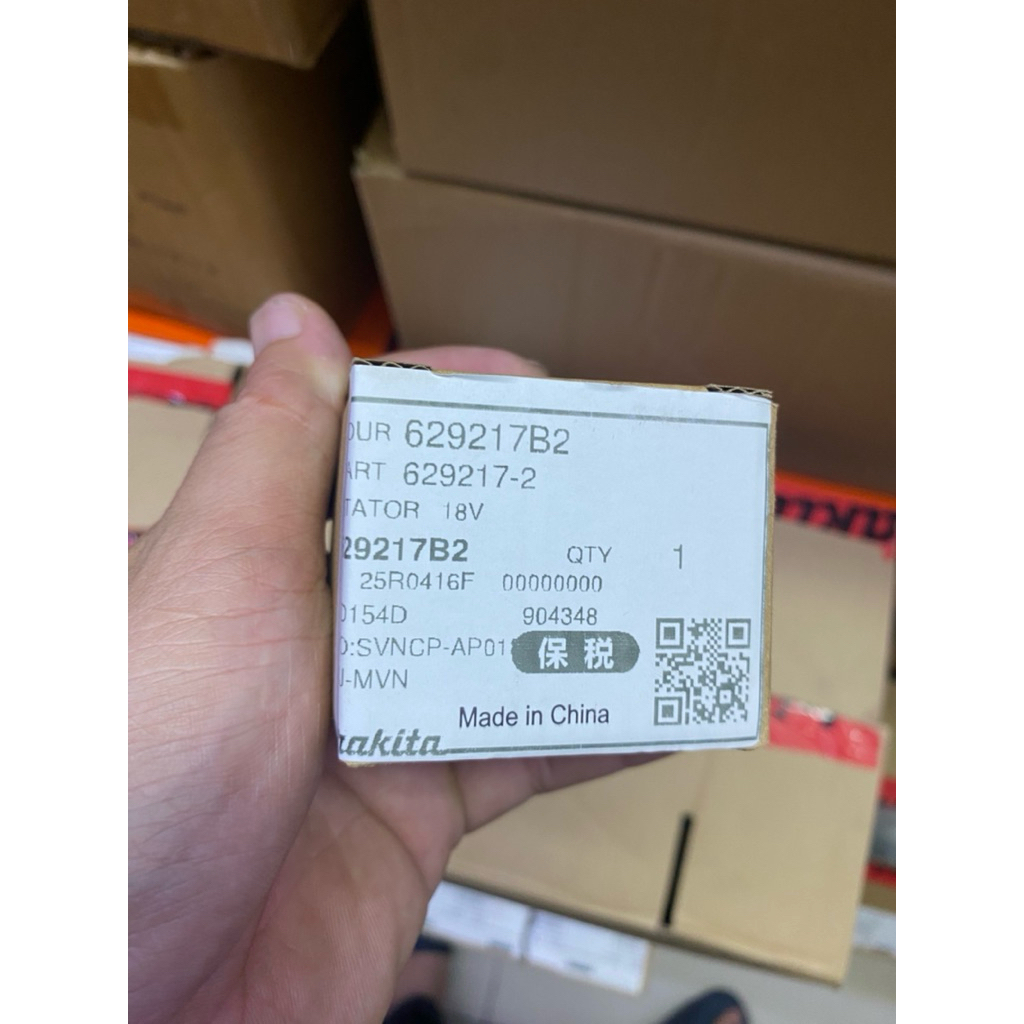 OUR 629217B2
ART 629217-2
TATOR 18V
29217B2 QTY 1
25R0416F 00000000
0154D 904348
D:SVNCP-AP01
保税
J-MVN
Made in China
makita